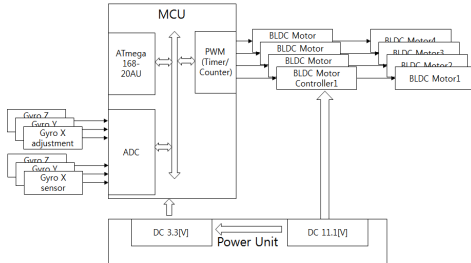 MCU
ATmega
168-
20AU
PWM
(Timer/
Counter)
ADC
BLDC Motor
BLDC Motor
BLDC Motor
BLDC Motor
Controller1
BLDC Motor4
BLDC Motor3
BLDC Motor2
BLDC Motor1
Gyro Z
Gyro Y
Gyro X
adjustment
Gyro Z
Gyro Y
Gyro X
sensor
DC 3.3[V]
DC 11.1[V]
Power Unit